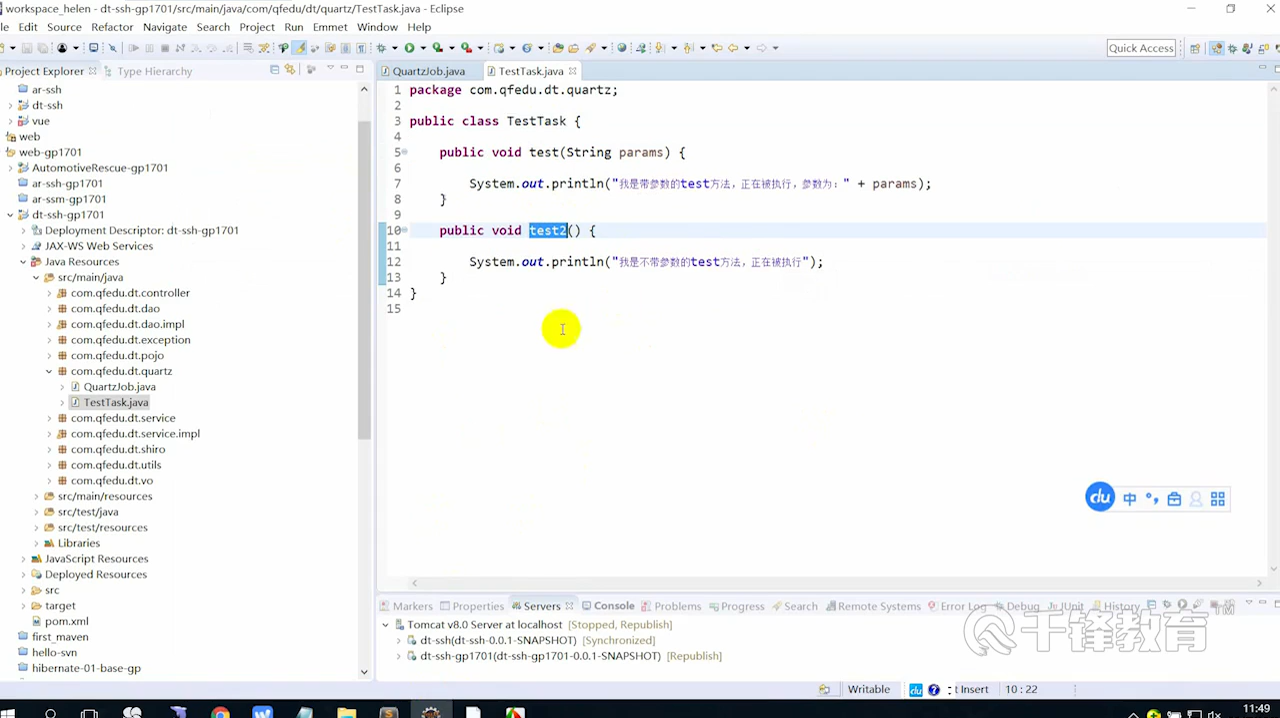 workspace_helen - dt-ssh-gp1701/src/main/java/com/qfedu/dt/quartz/TestTask.java - Eclipse
Edit Source Refactor Navigate Search Project Run Emmet Window Help
Quick Access
Project Explorer Type Hierarchy
QuartzJob.java TestTask.java
ar-ssh
dt-ssh
vue
web
web-gp1701
AutomotiveRescue-gp1701
ar-ssh-gp1701
ar-ssm-gp1701
dt-ssh-gp1701
Deployment Descriptor: dt-ssh-gp1701
JAX-WS Web Services
Java Resources
src/main/java
com.qfedu.dt.controller
com.qfedu.dt.dao
com.qfedu.dt.dao.impl
com.qfedu.dt.exception
com.qfedu.dt.pojo
com.qfedu.dt.quartz
QuartzJob.java
TestTask.java
com.qfedu.dt.service
com.qfedu.dt.service.impl
com.qfedu.dt.shiro
com.qfedu.dt.utils
com.qfedu.dt.vo
src/main/resources
src/test/java
src/test/resources
Libraries
JavaScript Resources
Deployed Resources
src
target
pom.xml
first_maven
hello-svn
hibernate-01-base-gp
1 package com.qfedu.dt.quartz;
2
3 public class TestTask {
4
5 public void test(String params) {
6
7 System.out.println("我是带参数的test方法，正在被执行，参数为：" + params);
8 }
9
10 public void test2() {
11
12 System.out.println("我是不带参数的test方法，正在被执行");
13 }
14 }
15
du 中
Markers Properties Servers Console Problems Progress Search Remote Systems Error Log Debug JUnit History
Tomcat v8.0 Server at localhost [Stopped, Republish]
dt-ssh(dt-ssh-0.0.1-SNAPSHOT) [Synchronized]
dt-ssh-gp1701(dt-ssh-gp1701-0.0.1-SNAPSHOT) [Republish]
千锋教育 TM
Writable du t Insert 10 : 22
11:49